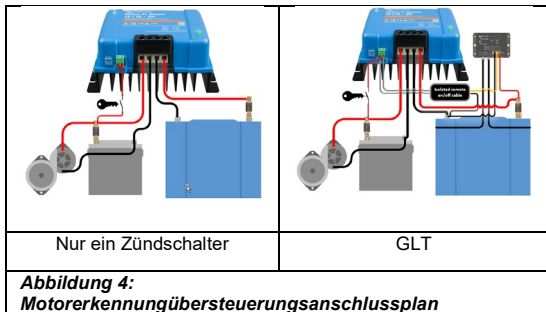 Isolated remote
on/off cable
Nur ein Zündschalter
GLT
Abbildung 4:
Motorerkennungübersteuerungsanschlussplan